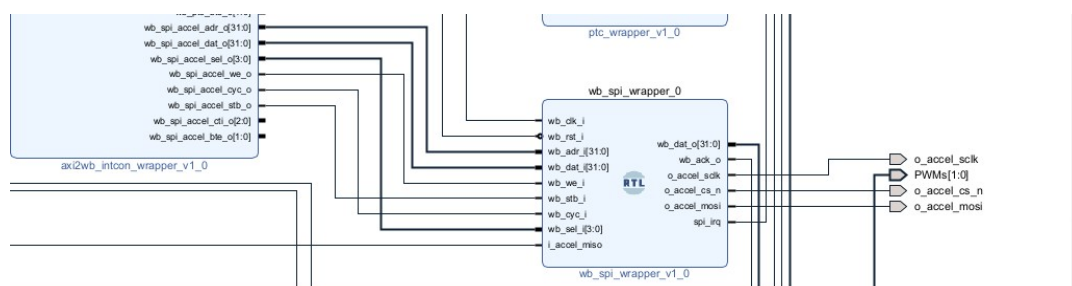 wb_spi_accel_adr_o[31:0]
wb_spi_accel_dat_o[31:0]
wb_spi_accel_sel_o[3:0]
wb_spi_accel_we_o
wb_spi_accel_cyc_o
wb_spi_accel_stb_o
wb_spi_accel_cti_o[2:0]
wb_spi_accel_bte_o[1:0]
axi2wb_intcon_wrapper_v1_0
ptc_wrapper_v1_0
wb_spi_wrapper_0
wb_clk_i
wb_rst_i
wb_adr_i[31:0]
wb_dat_i[31:0]
wb_we_i
wb_stb_i
wb_cyc_i
wb_sel_i[3:0]
i_accel_miso
RTL
wb_dat_o[31:0]
wb_ack_o
o_accel_sclk
o_accel_cs_n
o_accel_mosi
spi_irq
wb_spi_wrapper_v1_0
o_accel_sclk
PWMs[1:0]
o_accel_cs_n
o_accel_mosi